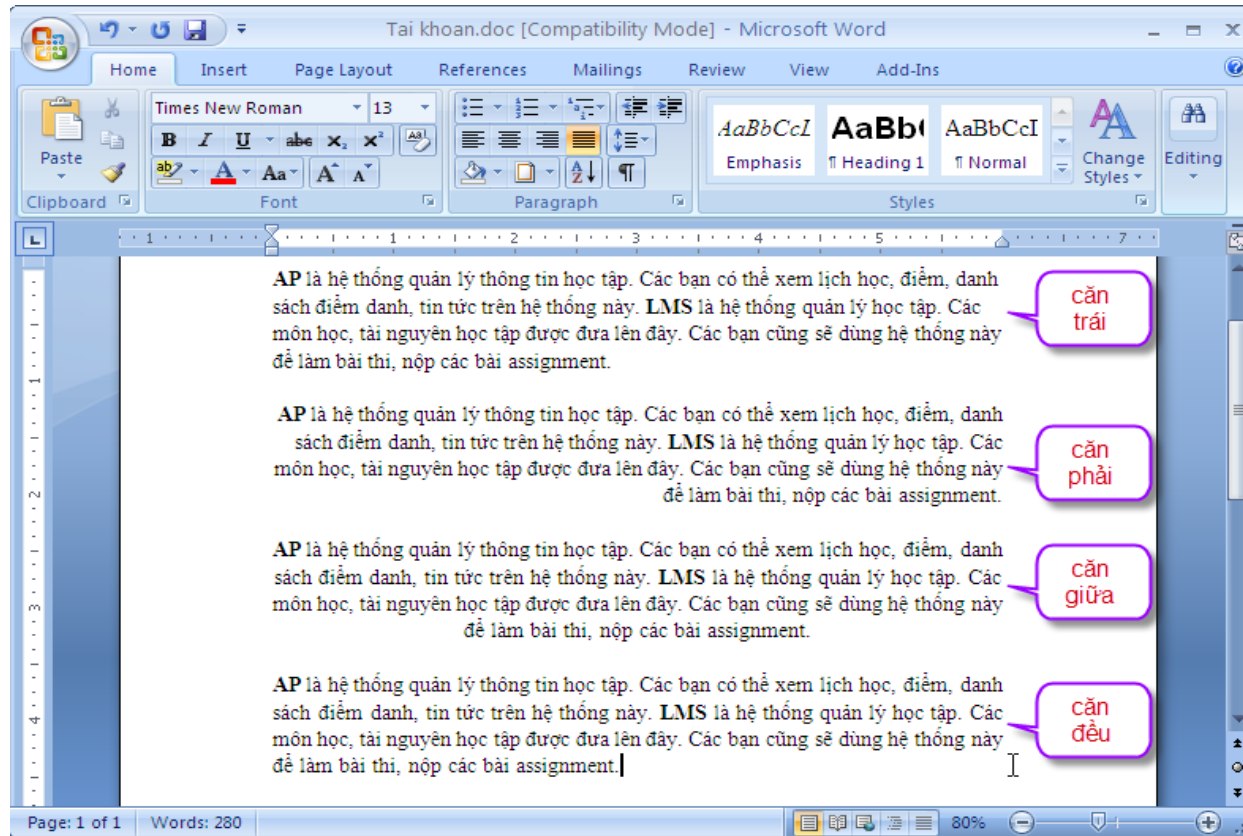 Tai khoan.doc [Compatibility Mode] - Microsoft Word
Home Insert Page Layout References Mailings Review View Add-Ins
Times New Roman 13
B I U abc x₂ x² Aa A A
Paste
AaBbCcI AaBb( AaBbCcI
Emphasis ¶ Heading 1 ¶ Normal
Change Styles
Editing
Clipboard Font Paragraph Styles
1 1 2 3 4 5 7
AP là hệ thống quản lý thông tin học tập. Các bạn có thể xem lịch học, điểm, danh
sách điểm danh, tin tức trên hệ thống này. LMS là hệ thống quản lý học tập. Các
môn học, tài nguyên học tập được đưa lên đây. Các bạn cũng sẽ dùng hệ thống này
để làm bài thi, nộp các bài assignment.
căn
trái
AP là hệ thống quản lý thông tin học tập. Các bạn có thể xem lịch học, điểm, danh
sách điểm danh, tin tức trên hệ thống này. LMS là hệ thống quản lý học tập. Các
môn học, tài nguyên học tập được đưa lên đây. Các bạn cũng sẽ dùng hệ thống này
để làm bài thi, nộp các bài assignment.
căn
phải
AP là hệ thống quản lý thông tin học tập. Các bạn có thể xem lịch học, điểm, danh
sách điểm danh, tin tức trên hệ thống này. LMS là hệ thống quản lý học tập. Các
môn học, tài nguyên học tập được đưa lên đây. Các bạn cũng sẽ dùng hệ thống này
để làm bài thi, nộp các bài assignment.
căn
giữa
AP là hệ thống quản lý thông tin học tập. Các bạn có thể xem lịch học, điểm, danh
sách điểm danh, tin tức trên hệ thống này. LMS là hệ thống quản lý học tập. Các
môn học, tài nguyên học tập được đưa lên đây. Các bạn cũng sẽ dùng hệ thống này
để làm bài thi, nộp các bài assignment.
căn
đều
1
2
3
4
Page: 1 of 1 Words: 280 80%